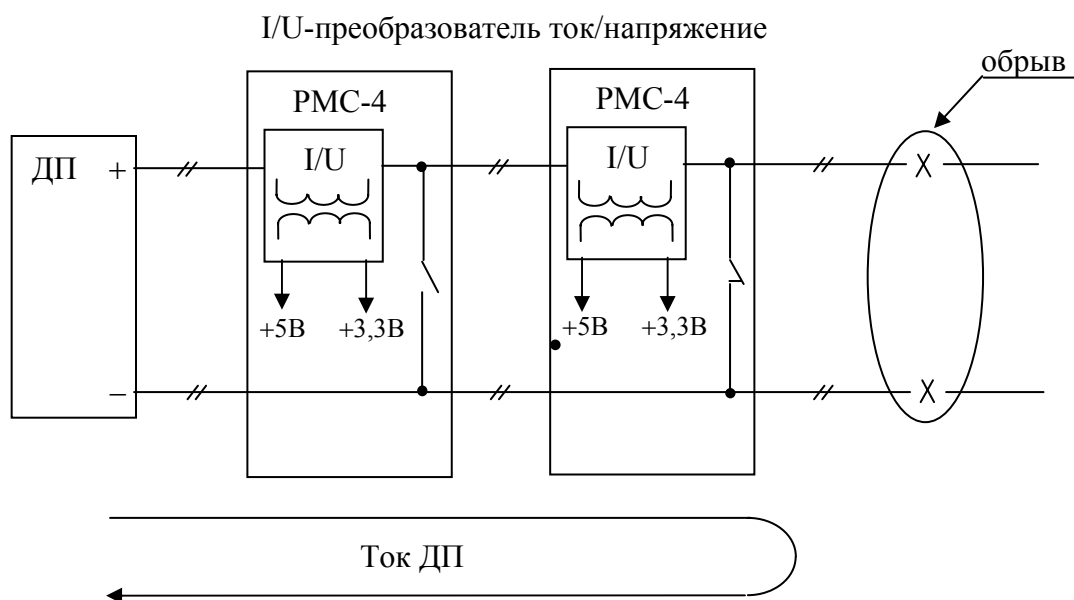 I/U-преобразователь ток/напряжение
обрыв
РМС-4
РМС-4
ДП
+
I/U
I/U
X
+5В
+3,3В
+5В
+3,3В
–
X
Ток ДП